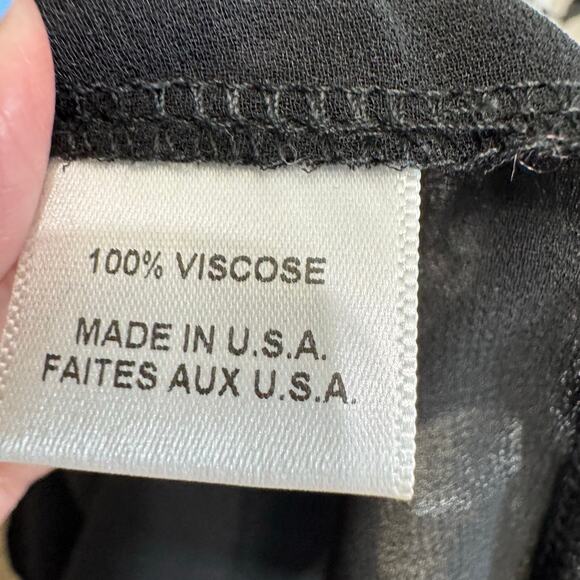 100% VISCOSE
MADE IN U.S.A.
FAITES AUX U.S.A.